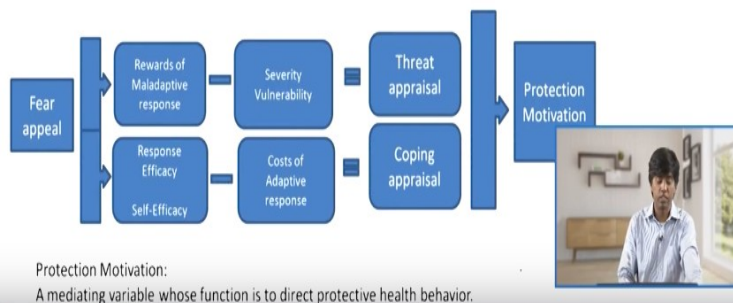 Fear
appeal
Rewards of
Maladaptive
response
Severity
Vulnerability
Threat
appraisal
Response
Efficacy
Self-Efficacy
Costs of
Adaptive
response
Coping
appraisal
Protection
Motivation
Protection Motivation:
A mediating variable whose function is to direct protective health behavior.